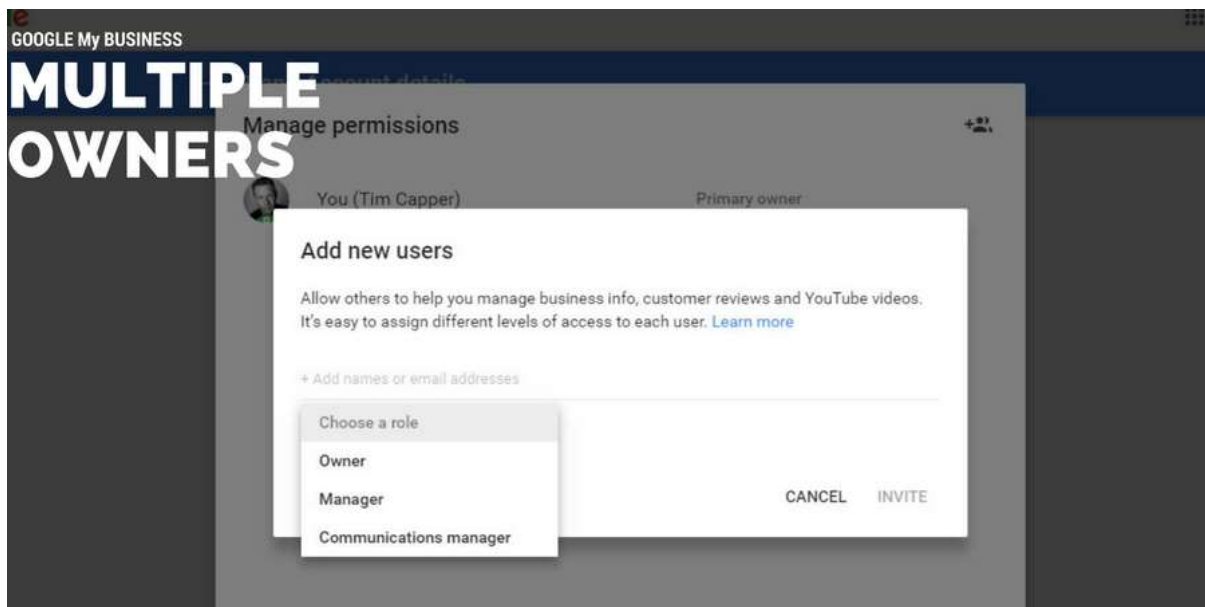 GOOGLE My BUSINESS
MULTIPLE
OWNERS
account details
Manage permissions
You (Tim Capper)
Primary owner
Add new users
Allow others to help you manage business info, customer reviews and YouTube videos.
It's easy to assign different levels of access to each user. Learn more
+ Add names or email addresses
Choose a role
Owner
Manager
Communications manager
CANCEL
INVITE